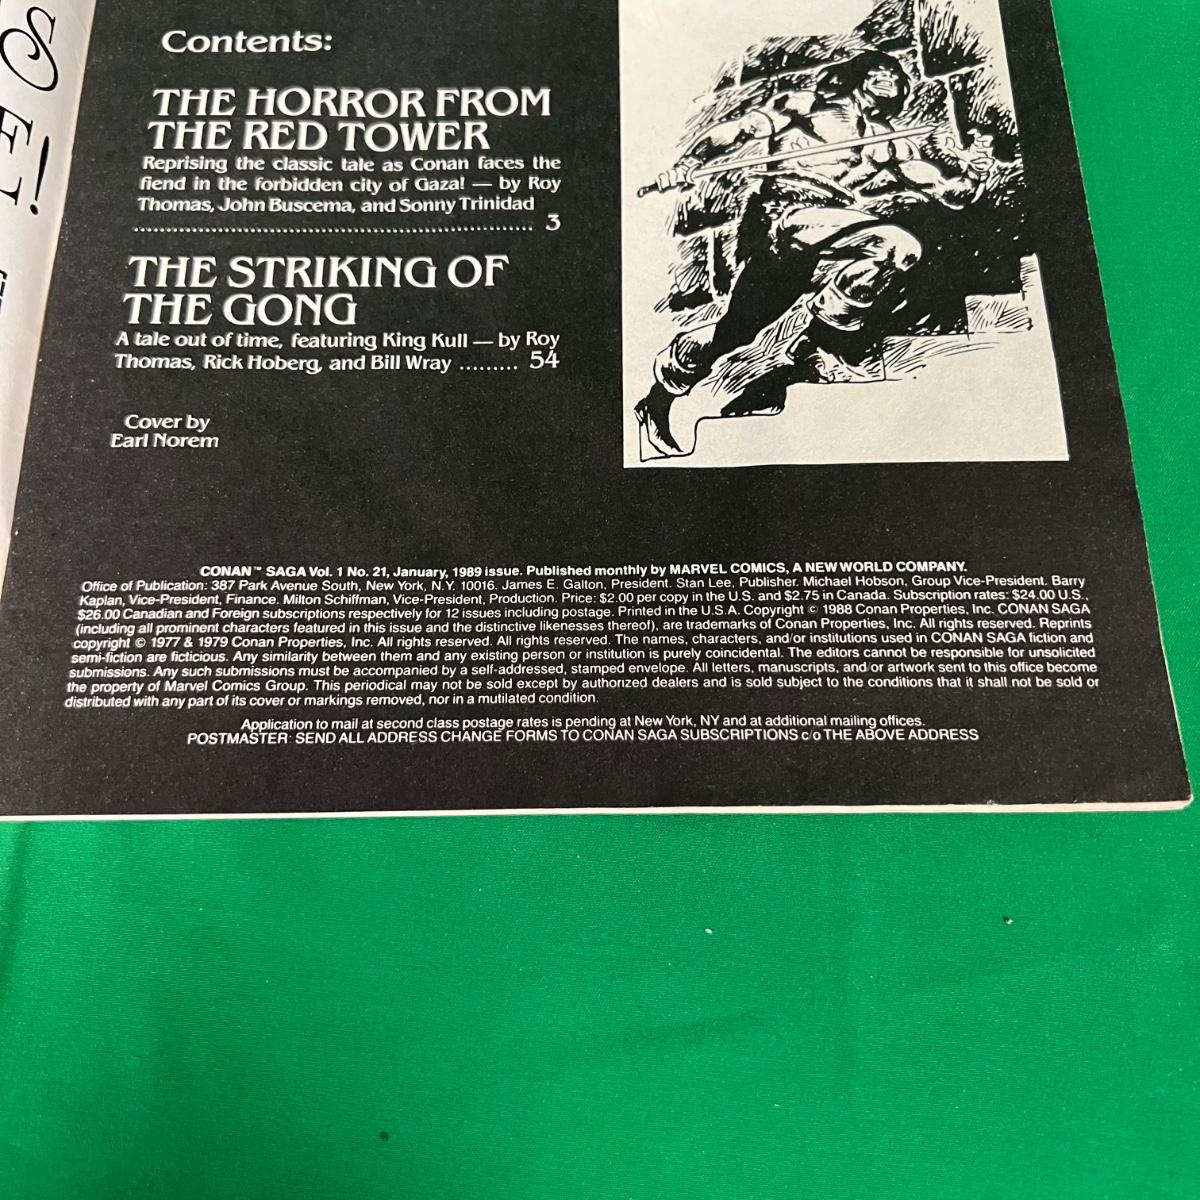 Contents:
THE HORROR FROM
THE RED TOWER
Reprising the classic tale as Conan faces the
fiend in the forbidden city of Gaza! — by Roy
Thomas, John Buscema, and Sonny Trinidad
........................................................ 3
THE STRIKING OF
THE GONG
A tale out of time, featuring King Kull — by Roy
Thomas, Rick Hoberg, and Bill Wray ......... 54
Cover by
Earl Norem
CONAN™ SAGA Vol. 1 No. 21, January, 1989 issue. Published monthly by MARVEL COMICS, A NEW WORLD COMPANY.
Office of Publication: 387 Park Avenue South, New York, N.Y. 10016. James E. Galton, President. Stan Lee, Publisher. Michael Hobson, Group Vice-President. Barry
Kaplan, Vice-President, Finance. Milton Schiffman, Vice-President, Production. Price: $2.00 per copy in the U.S. and $2.75 in Canada. Subscription rates: $24.00 U.S.,
$26.00 Canadian and Foreign subscriptions respectively for 12 issues including postage. Printed in the U.S.A. Copyright © 1988 Conan Properties, Inc. CONAN SAGA
(including all prominent characters featured in this issue and the distinctive likenesses thereof), are trademarks of Conan Properties, Inc. All rights reserved. Reprints
copyright © 1977 & 1979 Conan Properties, Inc. All rights reserved. All rights reserved. The names, characters, and/or institutions used in CONAN SAGA fiction and
semi-fiction are ficticious. Any similarity between them and any existing person or institution is purely coincidental. The editors cannot be responsible for unsolicited
submissions. Any such submissions must be accompanied by a self-addressed, stamped envelope. All letters, manuscripts, and/or artwork sent to this office become
the property of Marvel Comics Group. This periodical may not be sold except by authorized dealers and is sold subject to the conditions that it shall not be sold or
distributed with any part of its cover or markings removed, nor in a mutilated condition.
Application to mail at second class postage rates is pending at New York, NY and at additional mailing offices.
POSTMASTER: SEND ALL ADDRESS CHANGE FORMS TO CONAN SAGA SUBSCRIPTIONS c/o THE ABOVE ADDRESS